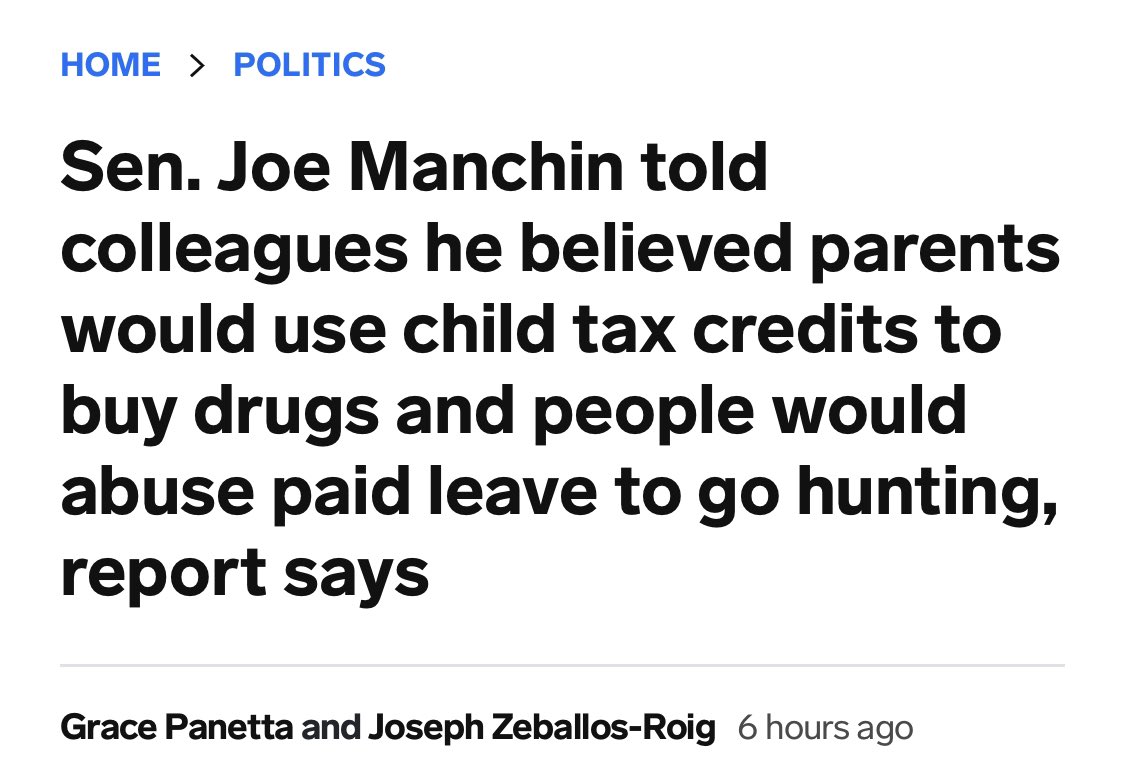 HOME > POLITICS
Sen. Joe Manchin told
colleagues he believed parents
would use child tax credits to
buy drugs and people would
abuse paid leave to go hunting,
report says
Grace Panetta and Joseph Zeballos-Roig 6 hours ago